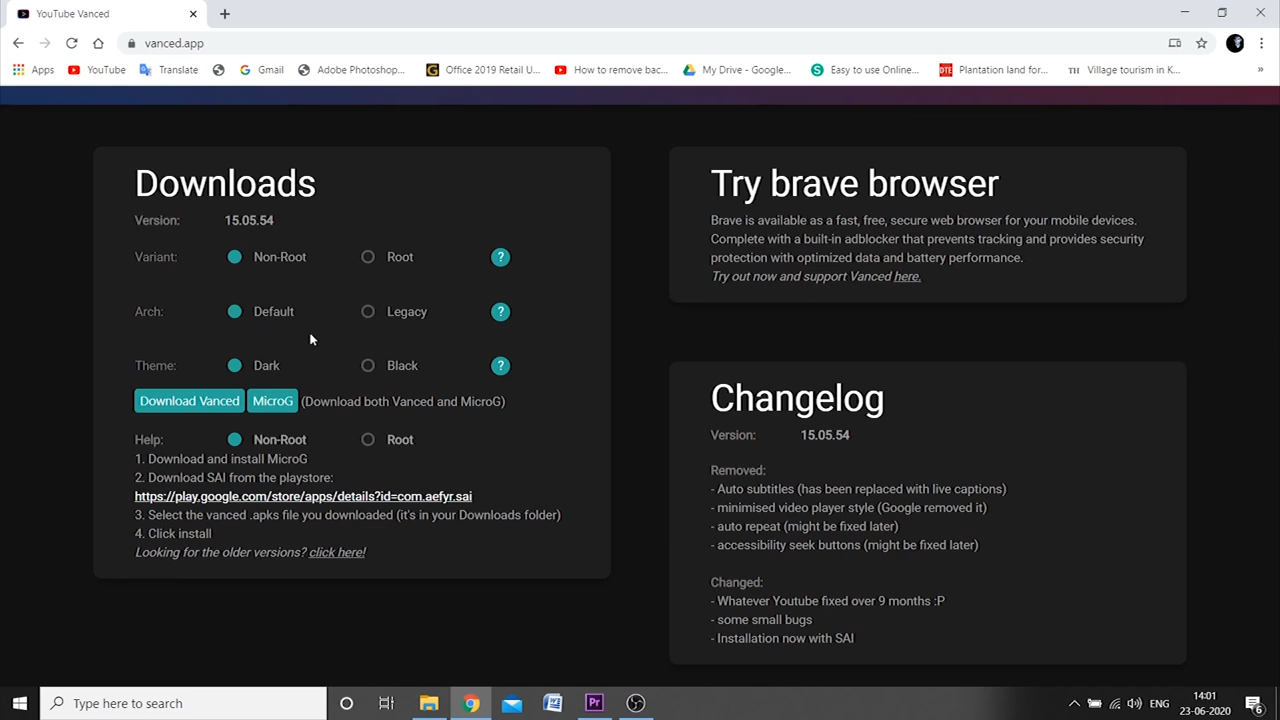 YouTube Vanced
vanced.app
Apps
YouTube
Translate
Gmail
Adobe Photoshop...
Office 2019 Retail U...
How to remove bac...
My Drive - Google...
Easy to use Online...
Plantation land for...
Village tourism in K...
»
Downloads
Version: 15.05.54
Variant: Non-Root Root ?
Arch: Default Legacy ?
Theme: Dark Black ?
Download Vanced MicroG (Download both Vanced and MicroG)
Help: Non-Root Root
1. Download and install MicroG
2. Download SAI from the playstore:
https://play.google.com/store/apps/details?id=com.aefyr.sai
3. Select the vanced .apks file you downloaded (it's in your Downloads folder)
4. Click install
Looking for the older versions? click here!
Try brave browser
Brave is available as a fast, free, secure web browser for your mobile devices.
Complete with a built-in adblocker that prevents tracking and provides security
protection with optimized data and battery performance.
Try out now and support Vanced here.
Changelog
Version: 15.05.54
Removed:
- Auto subtitles (has been replaced with live captions)
- minimised video player style (Google removed it)
- auto repeat (might be fixed later)
- accessibility seek buttons (might be fixed later)
Changed:
- Whatever Youtube fixed over 9 months :P
- some small bugs
- Installation now with SAI
Type here to search
ENG
14:01
23-06-2020
6